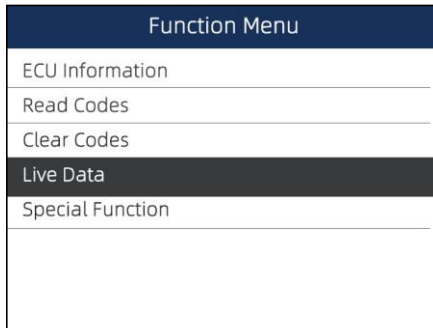 Function Menu
ECU Information
Read Codes
Clear Codes
Live Data
Special Function